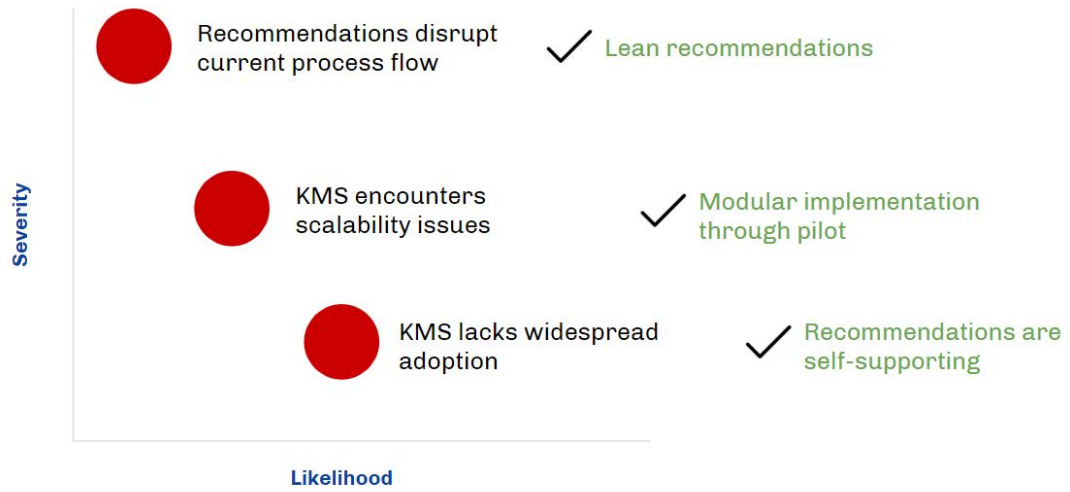 Recommendations disrupt
current process flow
Lean recommendations
KMS encounters
scalability issues
Modular implementation
through pilot
KMS lacks widespread
adoption
Recommendations are
self-supporting
Severity
Likelihood